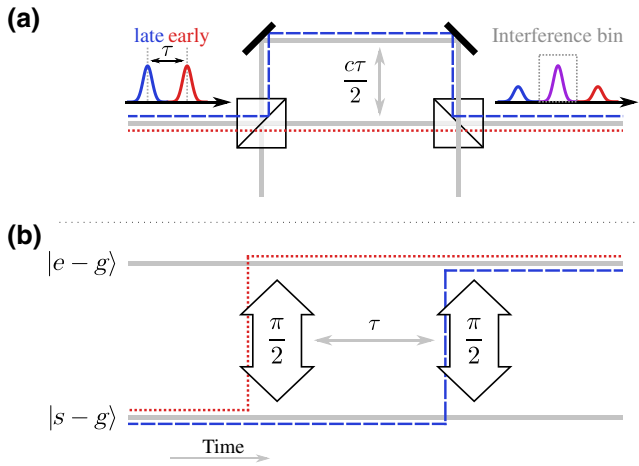 (a)
late early
τ
cτ/2
Interference bin
(b)
|e − g⟩
π/2
τ
π/2
|s − g⟩
Time